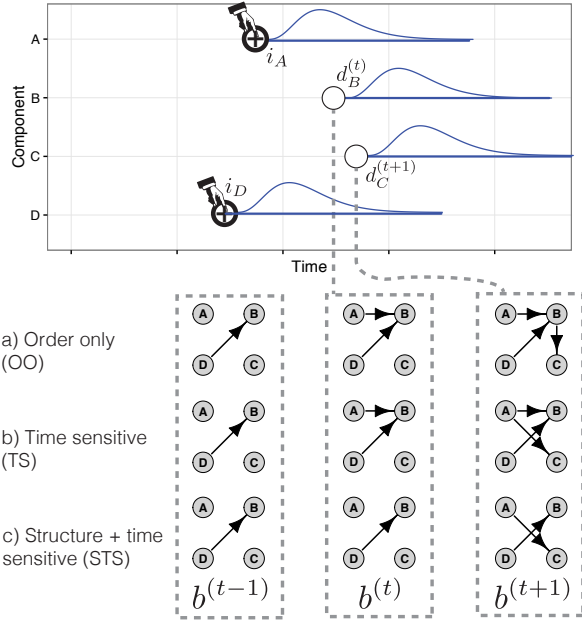 A
i_A
d_B^{(t)}
B
Component
C
d_C^{(t+1)}
i_D
D
Time
a) Order only
(OO)
A B A B A B
D C D C D C
b) Time sensitive
(TS)
A B A B A B
D C D C D C
c) Structure + time
sensitive (STS)
A B A B A B
D C D C D C
b^{(t−1)} b^{(t)} b^{(t+1)}